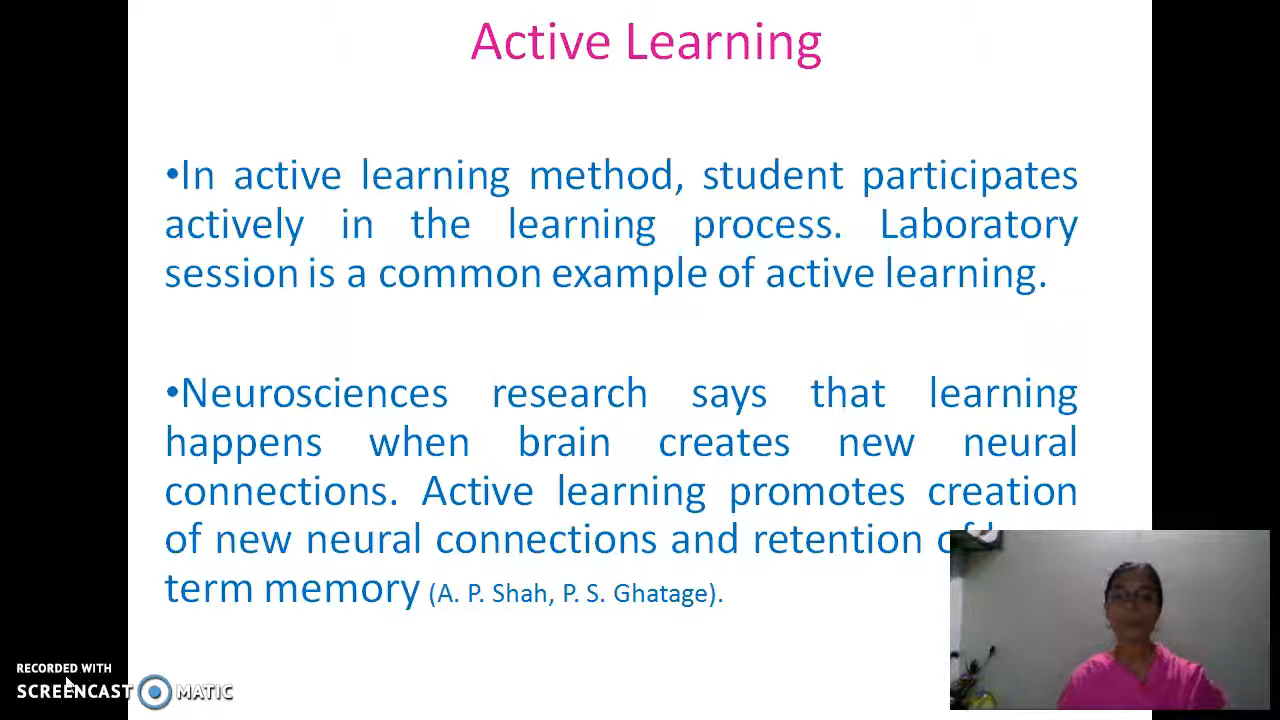 Active Learning
•In active learning method, student participates
actively in the learning process. Laboratory
session is a common example of active learning.
•Neurosciences research says that learning
happens when brain creates new neural
connections. Active learning promotes creation
of new neural connections and retention of
term memory (A. P. Shah, P. S. Ghatage).
RECORDED WITH
SCREENCAST MATIC